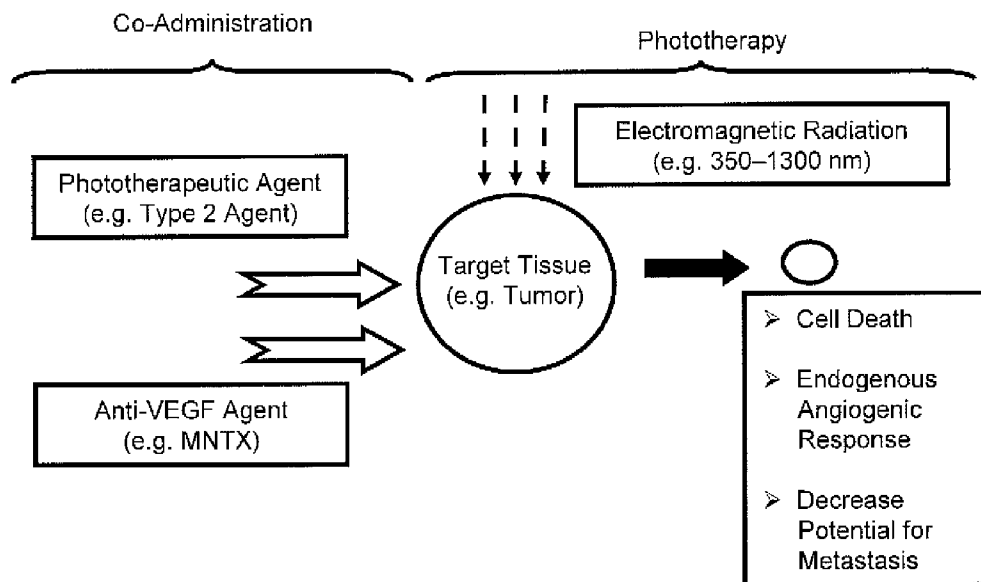 Co-Administration
Phototherapy
Electromagnetic Radiation
(e.g. 350–1300 nm)
Phototherapeutic Agent
(e.g. Type 2 Agent)
Target Tissue
(e.g. Tumor)
Anti-VEGF Agent
(e.g. MNTX)
➢ Cell Death
➢ Endogenous
Angiogenic
Response
➢ Decrease
Potential for
Metastasis